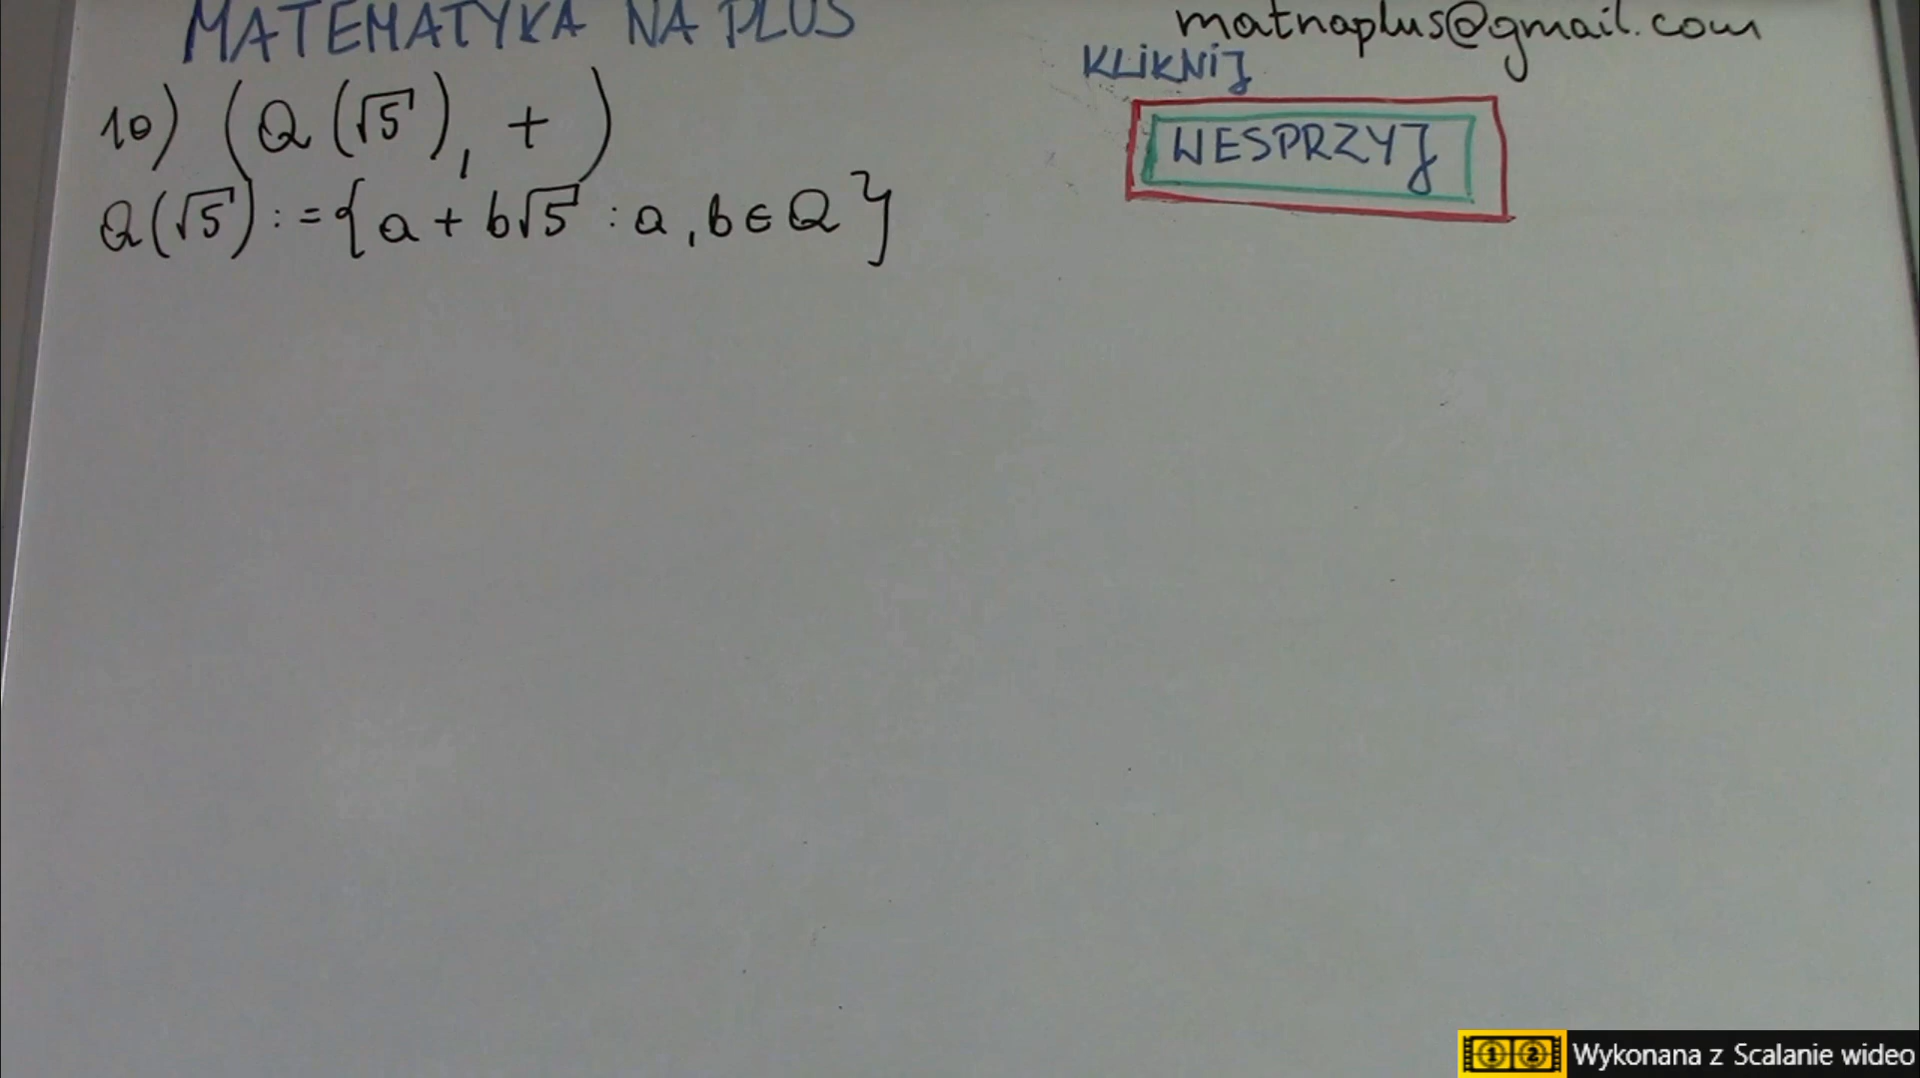 MATEMATYKA NA PLUS
matnaplus@gmail.com
KLiKNiJ
WESPRZYJ
10) (Q(√5), +)
Q(√5) := {a + b√5 : a, b ∈ Q}
Wykonana z Scalanie wideo